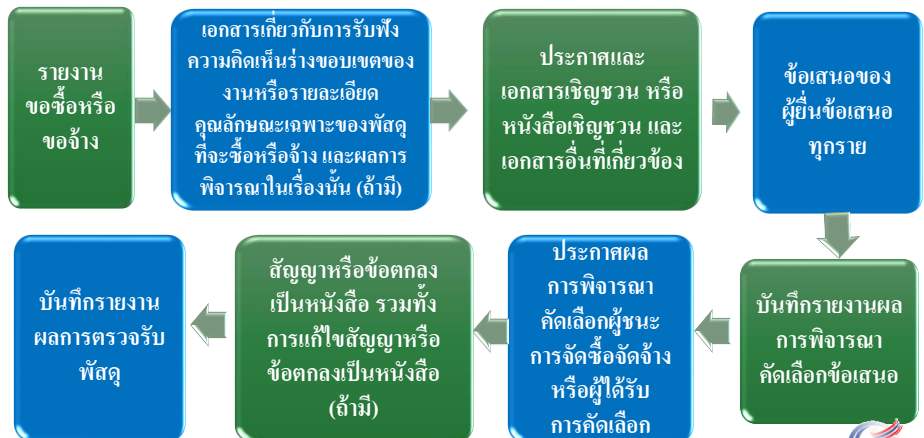 รายงาน
ขอซื้อหรือ
ขอจ้าง
เอกสารเกี่ยวกับการรับฟัง
ความคิดเห็นร่างขอบเขตของ
งานหรือรายละเอียด
คุณลักษณะเฉพาะของพัสดุ
ที่จะซื้อหรือจ้าง และผลการ
พิจารณาในเรื่องนั้น (ถ้ามี)
ประกาศและ
เอกสารเชิญชวน หรือ
หนังสือเชิญชวน และ
เอกสารอื่นที่เกี่ยวข้อง
ข้อเสนอของ
ผู้ยื่นข้อเสนอ
ทุกราย
บันทึกรายงานผล
การพิจารณา
คัดเลือกข้อเสนอ
ประกาศผล
การพิจารณา
คัดเลือกผู้ชนะ
การจัดซื้อจัดจ้าง
หรือผู้ได้รับ
การคัดเลือก
สัญญาหรือข้อตกลง
เป็นหนังสือ รวมทั้ง
การแก้ไขสัญญาหรือ
ข้อตกลงเป็นหนังสือ
(ถ้ามี)
บันทึกรายงาน
ผลการตรวจรับ
พัสดุ